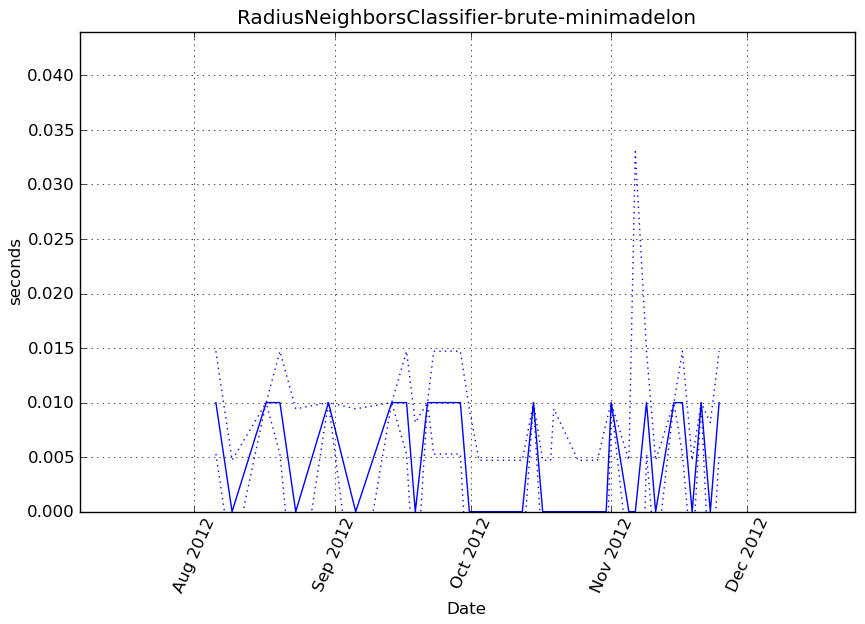 RadiusNeighborsClassifier-brute-minimadelon
0.040
0.035
0.030
0.025
0.020
0.015
0.010
0.005
0.000
seconds
Aug 2012
Sep 2012
Oct 2012
Nov 2012
Dec 2012
Date